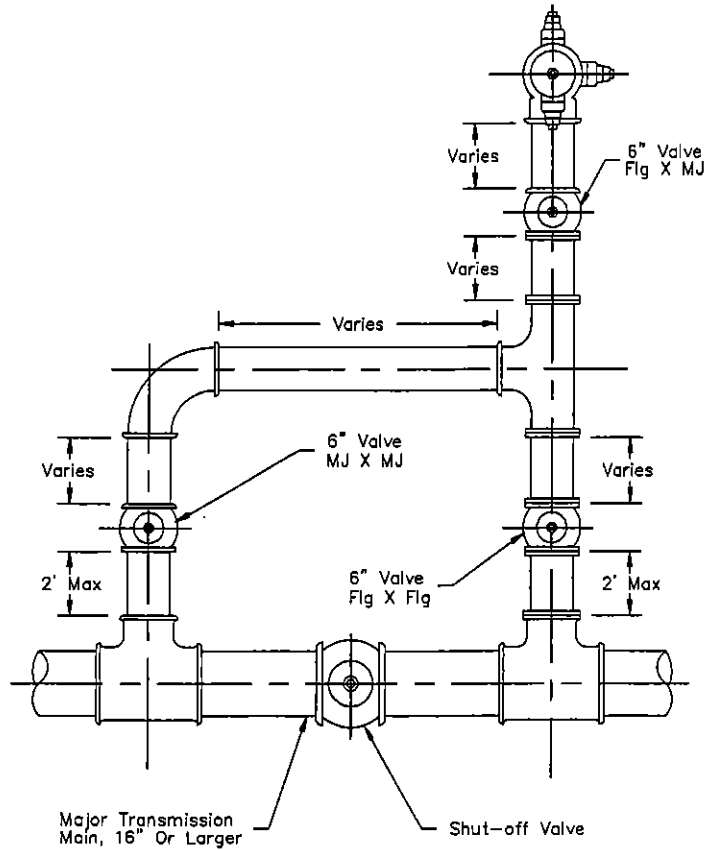 Varies
6" Valve
Flg X MJ
Varies
Varies
Varies
6" Valve
MJ X MJ
Varies
2' Max
6" Valve
Flg X Flg
2' Max
Major Transmission
Main, 16" Or Larger
Shut-off Valve